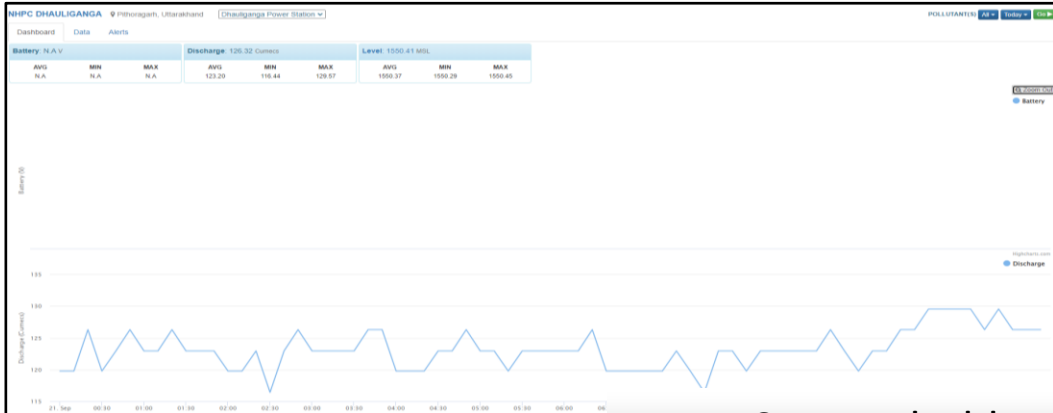 NHPC DHAULIGANGA Pithoragarh, Uttarakhand Dhauliganga Power Station POLLUTANT(S) All Today Go
Dashboard Data Alerts
Battery: N.A V Discharge: 126.32 Cumecs Level: 1550.41 MSL
AVG MIN MAX AVG MIN MAX AVG MIN MAX
N.A N.A N.A 123.20 116.44 129.57 1550.37 1550.29 1550.45
Zoom Out
Battery
Battery (V)
Highcharts.com
Discharge
Discharge (Cumecs)
135
130
125
120
115
21. Sep 00:30 01:00 01:30 02:00 02:30 03:00 03:30 04:00 04:30 05:00 05:30 06:00 06